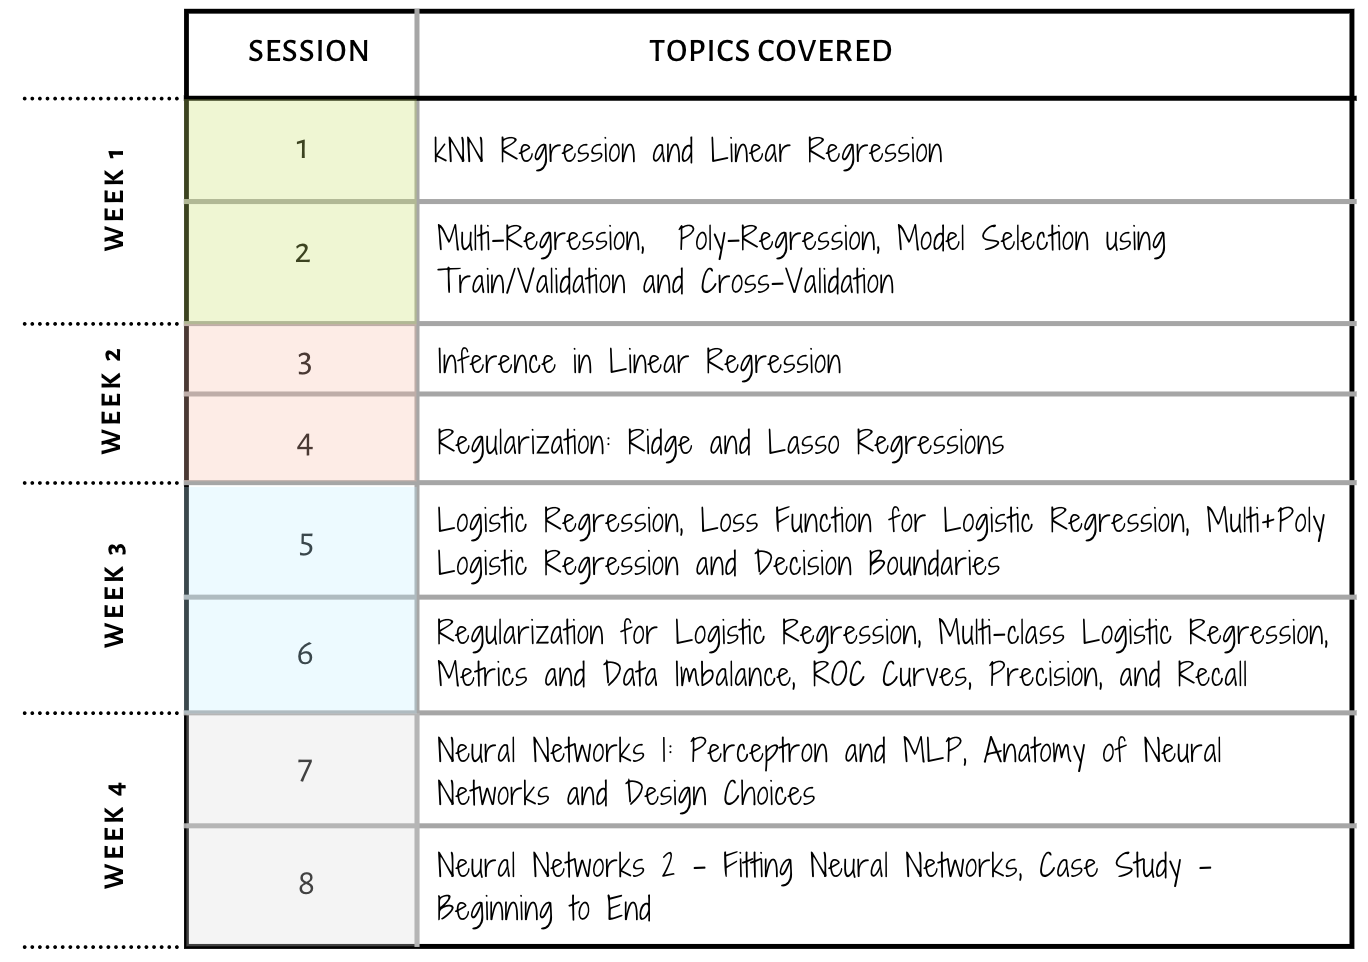 SESSION TOPICS COVERED
WEEK 1
1 kNN Regression and Linear Regression
2 Multi-Regression, Poly-Regression, Model Selection using
Train/Validation and Cross-Validation
WEEK 2
3 Inference in Linear Regression
4 Regularization: Ridge and Lasso Regressions
WEEK 3
5 Logistic Regression, Loss Function for Logistic Regression, Multi+Poly
Logistic Regression and Decision Boundaries
6 Regularization for Logistic Regression, Multi-class Logistic Regression,
Metrics and Data Imbalance, ROC Curves, Precision, and Recall
WEEK 4
7 Neural Networks 1: Perceptron and MLP, Anatomy of Neural
Networks and Design Choices
8 Neural Networks 2 - Fitting Neural Networks, Case Study -
Beginning to End